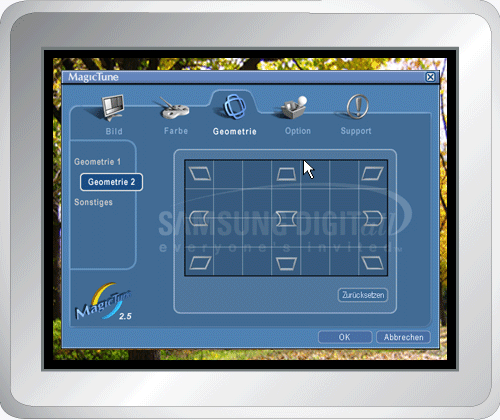 MagicTune
Bild
Farbe
Geometrie
Option
Support
Geometrie 1
Geometrie 2
Sonstiges
SAMSUNG DIGITall
everyone's invited™
Zurücksetzen
MagicTune
2.5
OK
Abbrechen